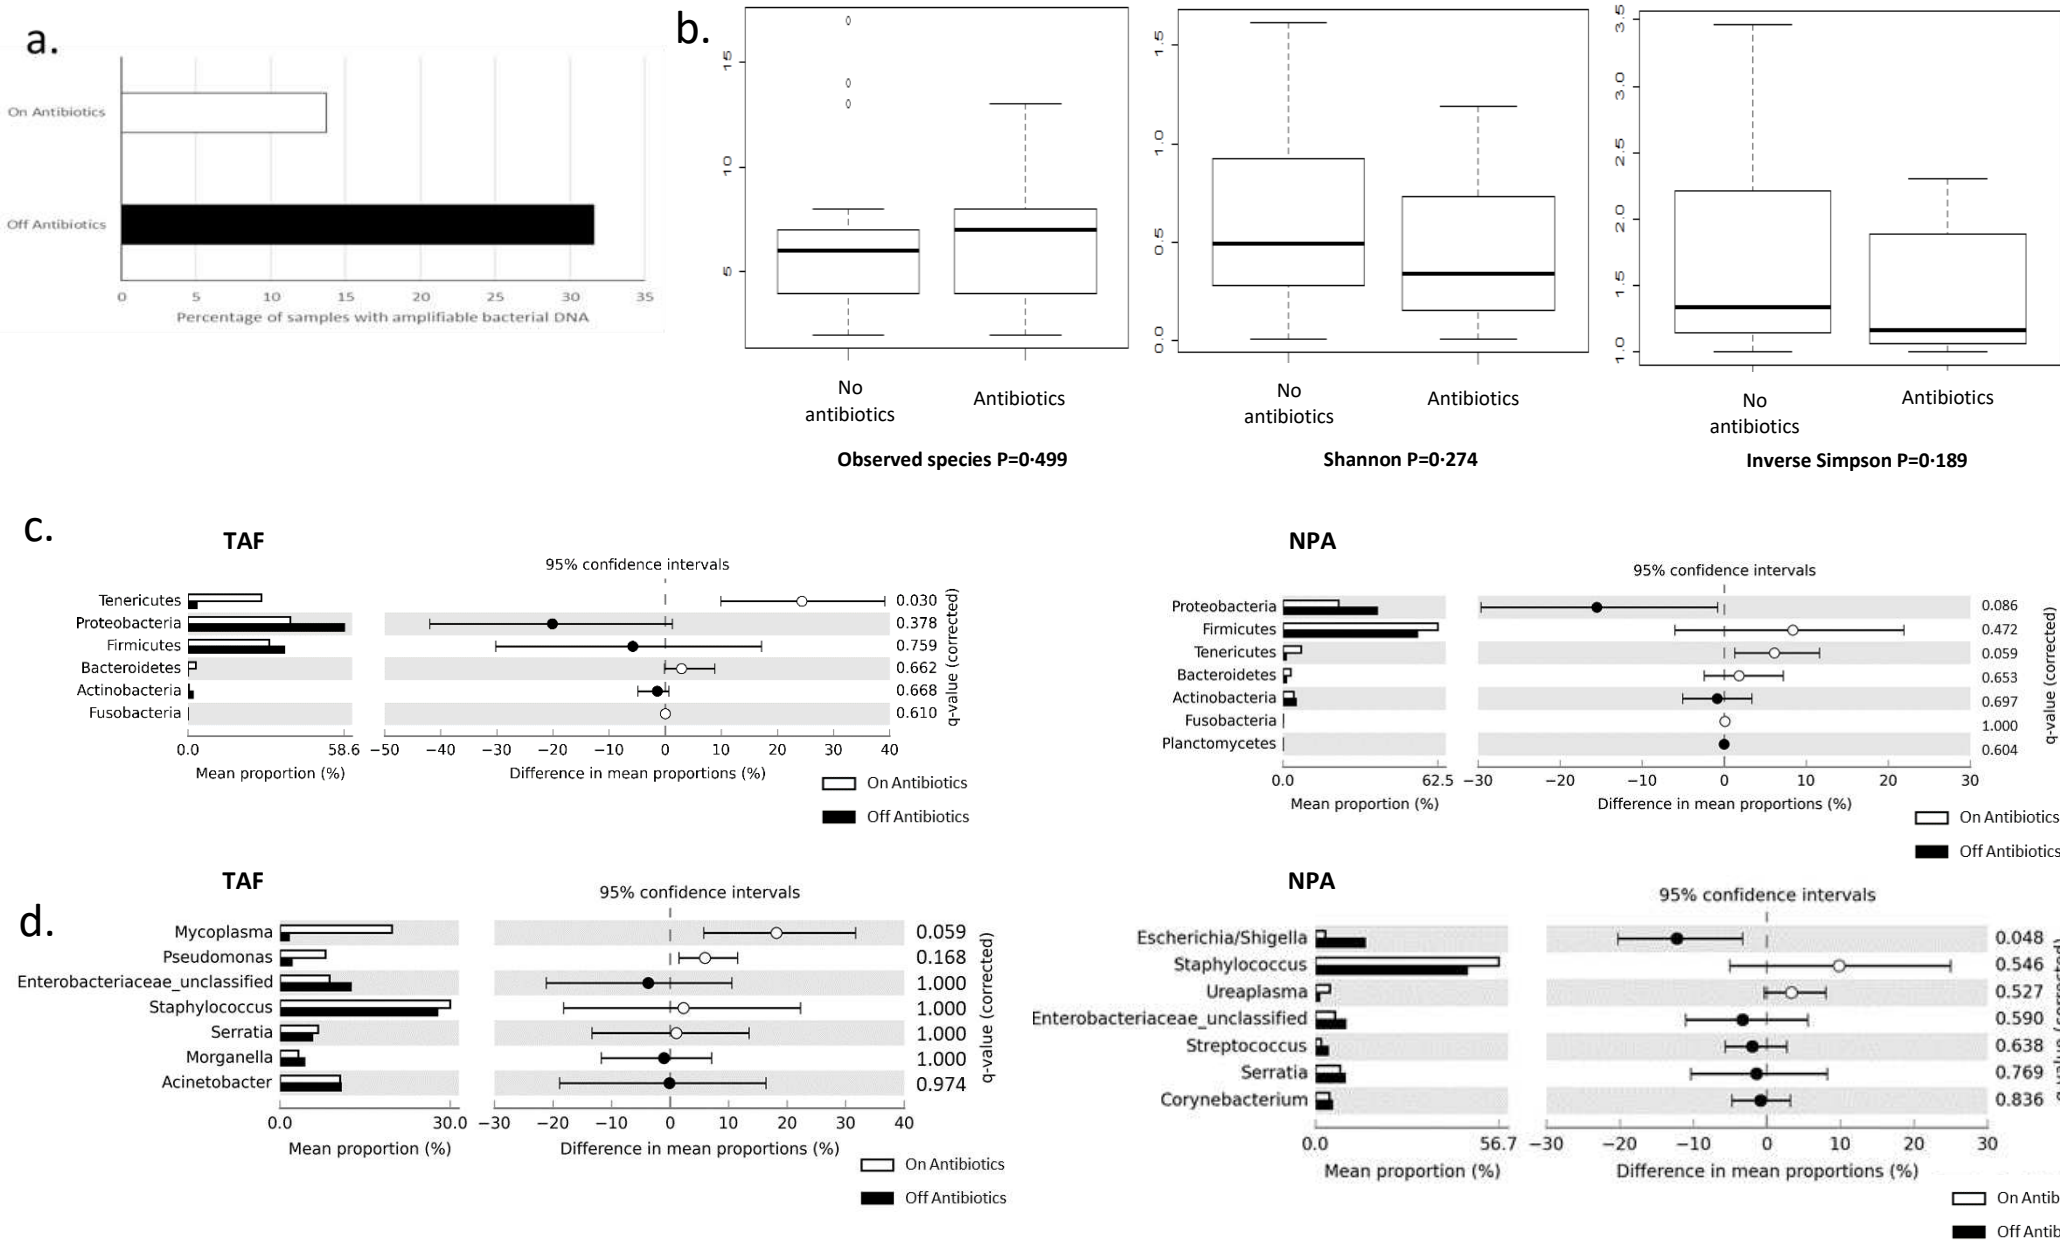 a.
On Antibiotics
Off Antibiotics
0 5 10 15 20 25 30 35
Percentage of samples with amplifiable bacterial DNA
b.
5 10 15
No antibiotics
Antibiotics
Observed species P=0·499
0.0 0.5 1.0 1.5
No antibiotics
Antibiotics
Shannon P=0·274
1.0 1.5 2.0 2.5 3.0 3.5
No antibiotics
Antibiotics
Inverse Simpson P=0·189
c.
TAF
95% confidence intervals
Tenericutes 0.030
Proteobacteria 0.378
Firmicutes 0.759
Bacteroidetes 0.662
Actinobacteria 0.668
Fusobacteria 0.610
q-value (corrected)
0.0 58.6 −50 −40 −30 −20 −10 0 10 20 30 40
Mean proportion (%) Difference in mean proportions (%)
On Antibiotics
Off Antibiotics
NPA
95% confidence intervals
Proteobacteria 0.086
Firmicutes 0.472
Tenericutes 0.059
Bacteroidetes 0.653
Actinobacteria 0.697
Fusobacteria 1.000
Planctomycetes 0.604
q-value (corrected)
0.0 62.5 −30 −20 −10 0 10 20 30
Mean proportion (%) Difference in mean proportions (%)
On Antibiotics
Off Antibiotics
d.
TAF
95% confidence intervals
Mycoplasma 0.059
Pseudomonas 0.168
Enterobacteriaceae_unclassified 1.000
Staphylococcus 1.000
Serratia 1.000
Morganella 1.000
Acinetobacter 0.974
q-value (corrected)
0.0 30.0 −30 −20 −10 0 10 20 30 40
Mean proportion (%) Difference in mean proportions (%)
On Antibiotics
Off Antibiotics
NPA
95% confidence intervals
Escherichia/Shigella 0.048
Staphylococcus 0.546
Ureaplasma 0.527
Enterobacteriaceae_unclassified 0.590
Streptococcus 0.638
Serratia 0.769
Corynebacterium 0.836
0.0 56.7 −30 −20 −10 0 10 20 30
Mean proportion (%) Difference in mean proportions (%)
On Antib
Off Antib